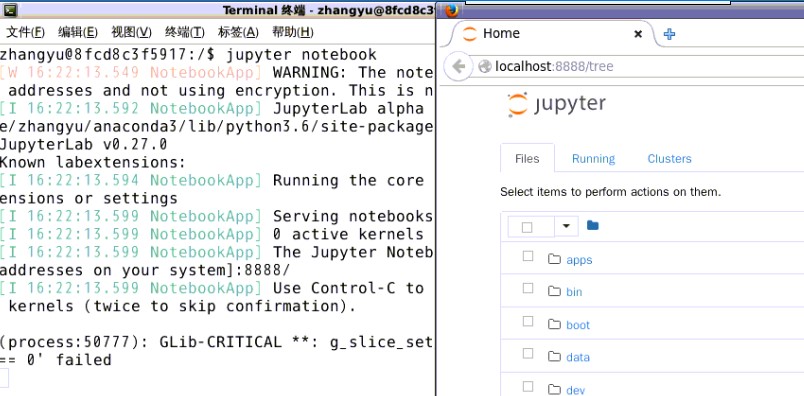 Terminal 终端 - zhangyu@8fcd8c3
文件(F) 编辑(E) 视图(V) 终端(T) 标签(A) 帮助(H)
zhangyu@8fcd8c3f5917:/$ jupyter notebook
[W 16:22:13.549 NotebookApp] WARNING: The note
addresses and not using encryption. This is n
[I 16:22:13.592 NotebookApp] JupyterLab alpha
e/zhangyu/anaconda3/lib/python3.6/site-package
JupyterLab v0.27.0
Known labextensions:
[I 16:22:13.594 NotebookApp] Running the core
ensions or settings
[I 16:22:13.599 NotebookApp] Serving notebooks
[I 16:22:13.599 NotebookApp] 0 active kernels
[I 16:22:13.599 NotebookApp] The Jupyter Noteb
addresses on your system]:8888/
[I 16:22:13.599 NotebookApp] Use Control-C to
kernels (twice to skip confirmation).
(process:50777): GLib-CRITICAL **: g_slice_set
== 0' failed
Home
localhost:8888/tree
jupyter
Files Running Clusters
Select items to perform actions on them.
apps
bin
boot
data
dev